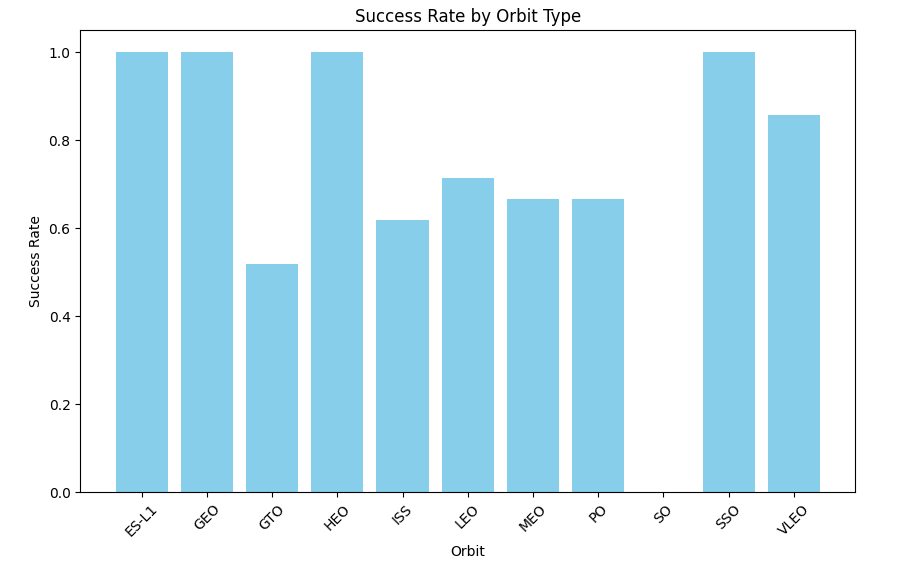 Success Rate by Orbit Type
1.0
0.8
0.6
0.4
0.2
0.0
Success Rate
ES-L1 GEO GTO HEO ISS LEO MEO PO SO SSO VLEO
Orbit